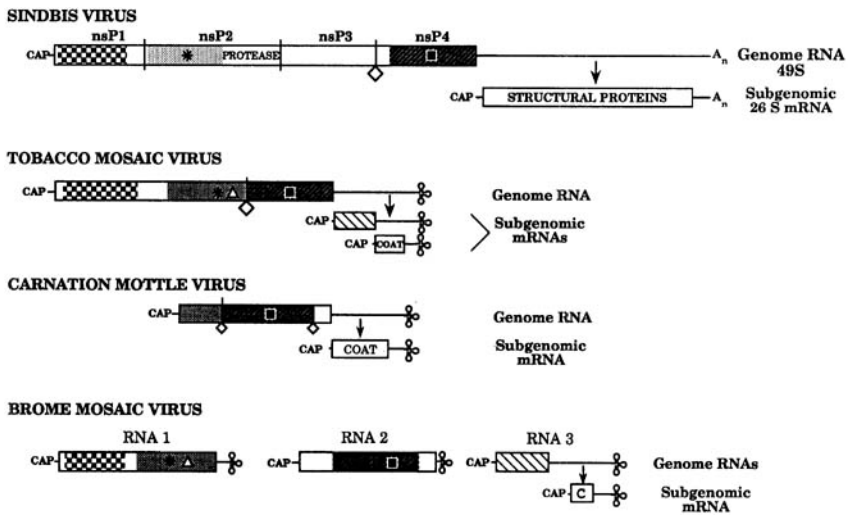 SINDBIS VIRUS
nsP1 nsP2 nsP3 nsP4
CAP PROTEASE An Genome RNA
49S
CAP STRUCTURAL PROTEINS An Subgenomic
26 S mRNA
TOBACCO MOSAIC VIRUS
CAP Genome RNA
CAP Subgenomic
mRNAs
CAP COAT
CARNATION MOTTLE VIRUS
CAP Genome RNA
CAP COAT Subgenomic
mRNA
BROME MOSAIC VIRUS
RNA 1 RNA 2 RNA 3
CAP CAP CAP Genome RNAs
CAP C Subgenomic
mRNA